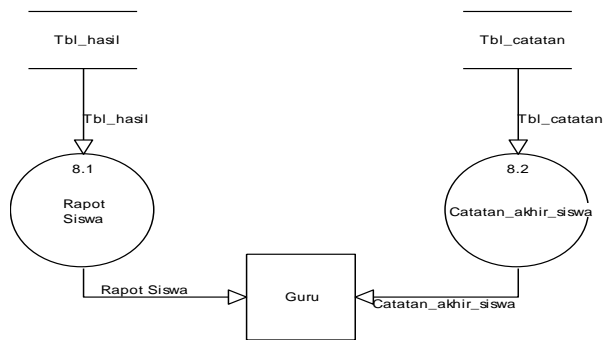 Tbl_hasil
Tbl_catatan
Tbl_hasil
Tbl_catatan
8.1
Rapot
Siswa
8.2
Catatan_akhir_siswa
Rapot Siswa
Guru
Catatan_akhir_siswa